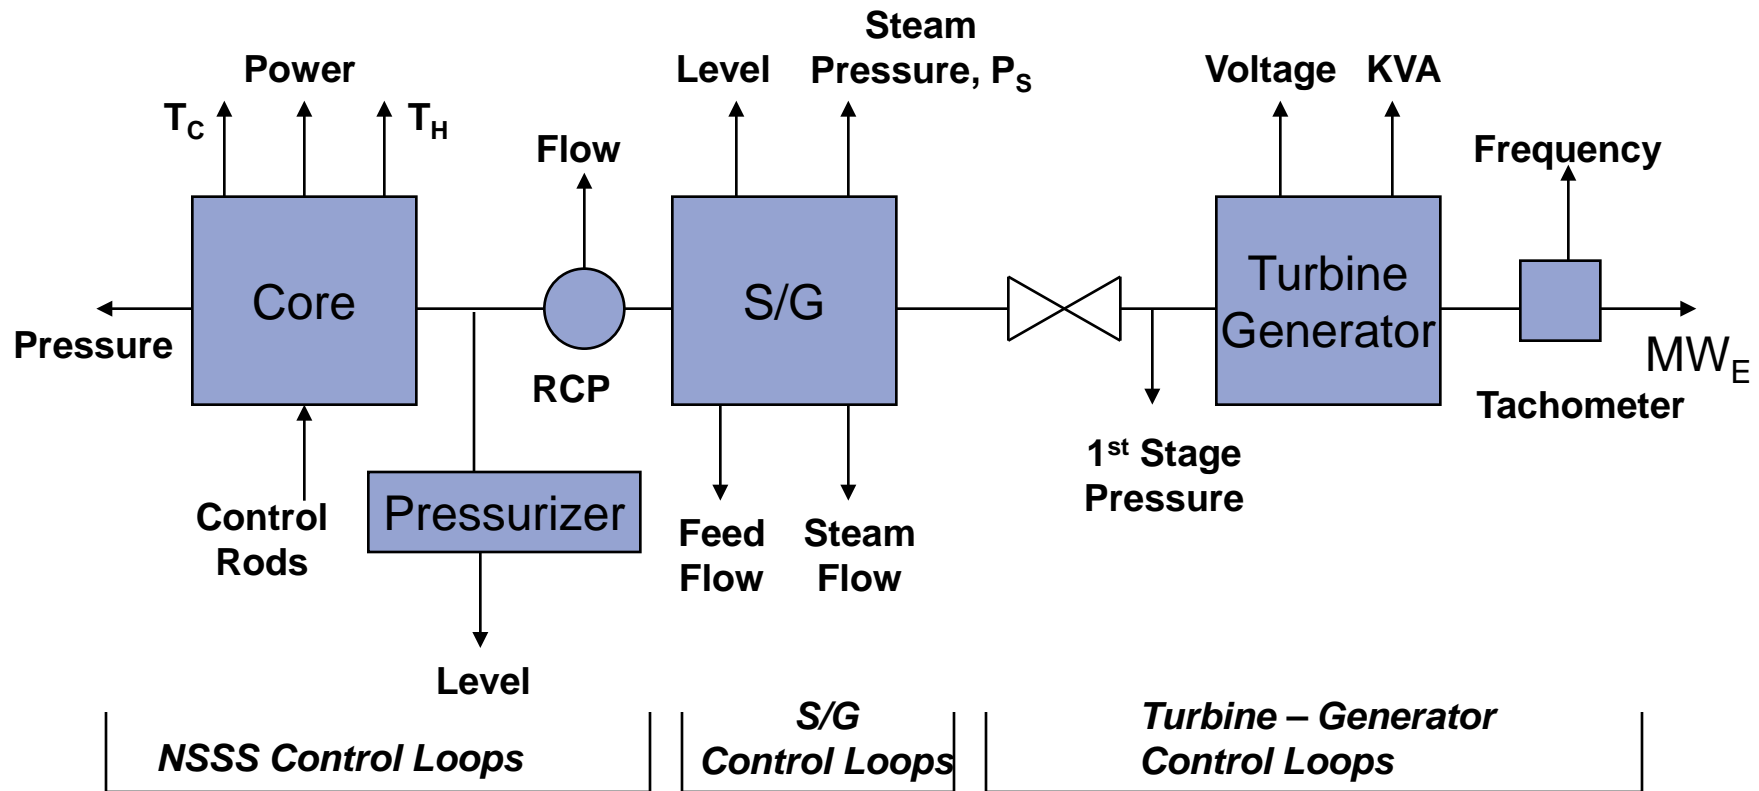 Steam
Power
Level
Pressure, PS
Voltage
KVA
TC
TH
Flow
Frequency
Core
S/G
Turbine
Generator
Pressure
RCP
MWE
Tachometer
1st Stage
Pressure
Control
Rods
Pressurizer
Feed
Flow
Steam
Flow
Level
NSSS Control Loops
S/G
Control Loops
Turbine – Generator
Control Loops